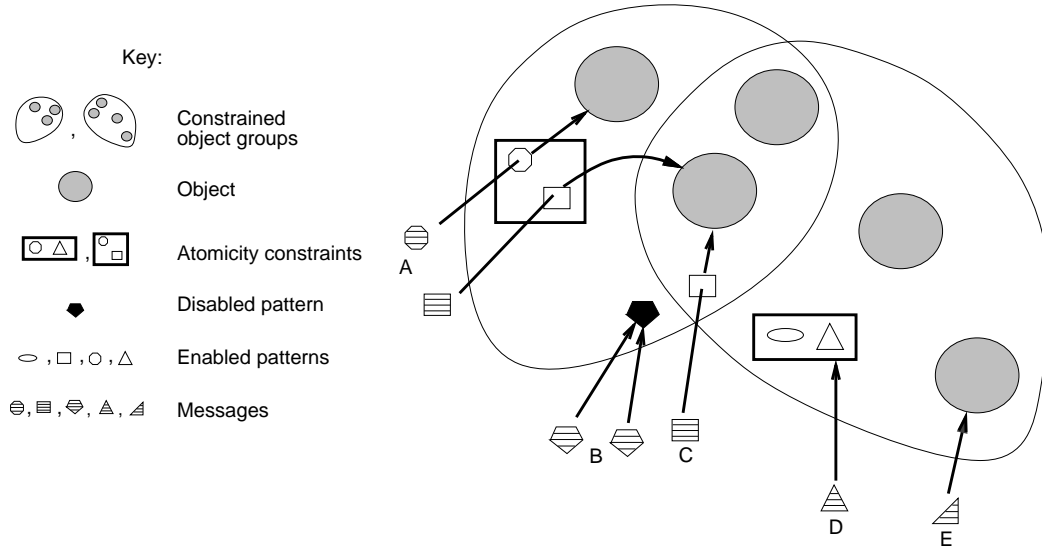 Key:
Constrained
object groups
,
Object
Atomicity constraints
,
Disabled pattern
Enabled patterns
, , ,
Messages
, , , ,
A
B
C
D
E